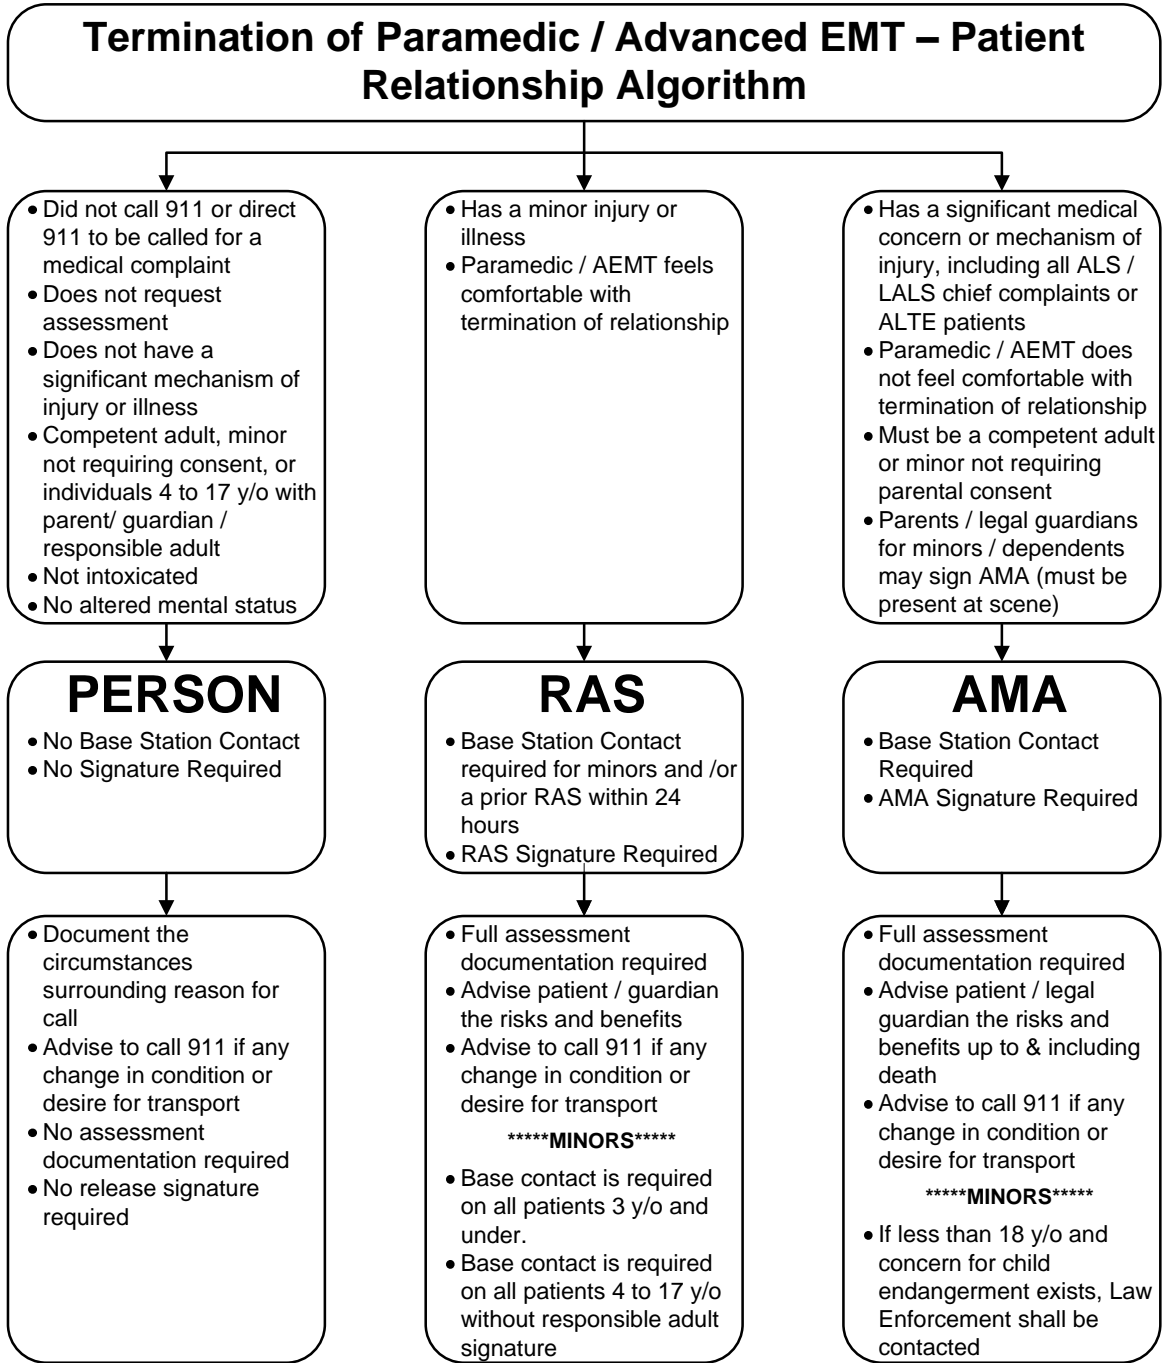 Termination of Paramedic / Advanced EMT – Patient
Relationship Algorithm
• Did not call 911 or direct
911 to be called for a
medical complaint
• Does not request
assessment
• Does not have a
significant mechanism of
injury or illness
• Competent adult, minor
not requiring consent, or
individuals 4 to 17 y/o with
parent/ guardian /
responsible adult
• Not intoxicated
• No altered mental status
• Has a minor injury or
illness
• Paramedic / AEMT feels
comfortable with
termination of relationship
• Has a significant medical
concern or mechanism of
injury, including all ALS /
LALS chief complaints or
ALTE patients
• Paramedic / AEMT does
not feel comfortable with
termination of relationship
• Must be a competent adult
or minor not requiring
parental consent
• Parents / legal guardians
for minors / dependents
may sign AMA (must be
present at scene)
PERSON
• No Base Station Contact
• No Signature Required
RAS
• Base Station Contact
required for minors and /or
a prior RAS within 24
hours
• RAS Signature Required
AMA
• Base Station Contact
Required
• AMA Signature Required
• Document the
circumstances
surrounding reason for
call
• Advise to call 911 if any
change in condition or
desire for transport
• No assessment
documentation required
• No release signature
required
• Full assessment
documentation required
• Advise patient / guardian
the risks and benefits
• Advise to call 911 if any
change in condition or
desire for transport
*****MINORS*****
• Base contact is required
on all patients 3 y/o and
under.
• Base contact is required
on all patients 4 to 17 y/o
without responsible adult
signature
• Full assessment
documentation required
• Advise patient / legal
guardian the risks and
benefits up to & including
death
• Advise to call 911 if any
change in condition or
desire for transport
*****MINORS*****
• If less than 18 y/o and
concern for child
endangerment exists, Law
Enforcement shall be
contacted